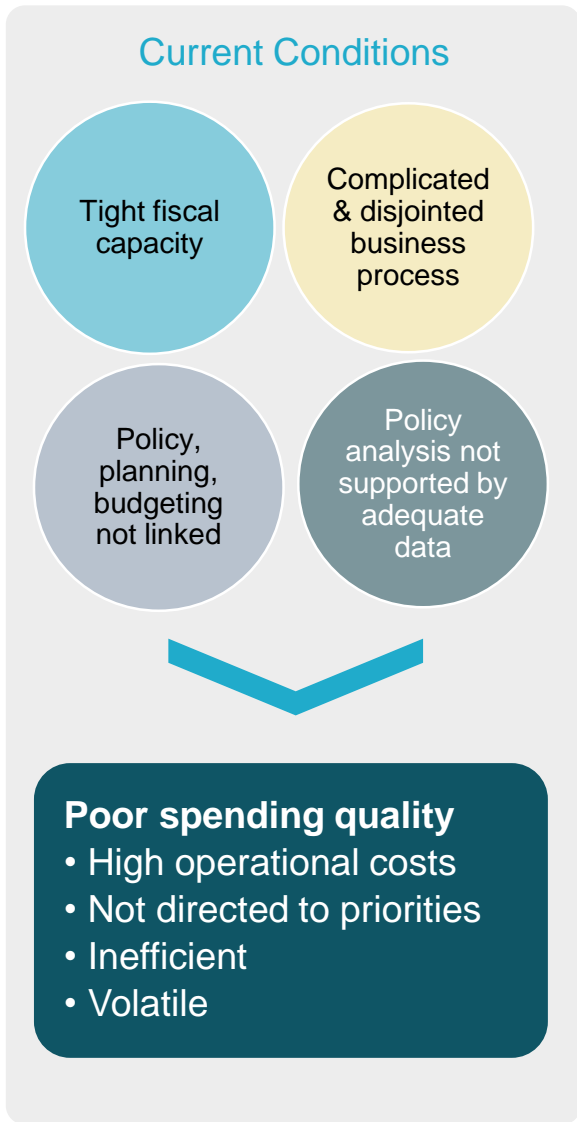 Current Conditions
Tight fiscal
capacity
Complicated
& disjointed
business
process
Policy,
planning,
budgeting
not linked
Policy
analysis not
supported by
adequate
data
Poor spending quality
• High operational costs
• Not directed to priorities
• Inefficient
• Volatile